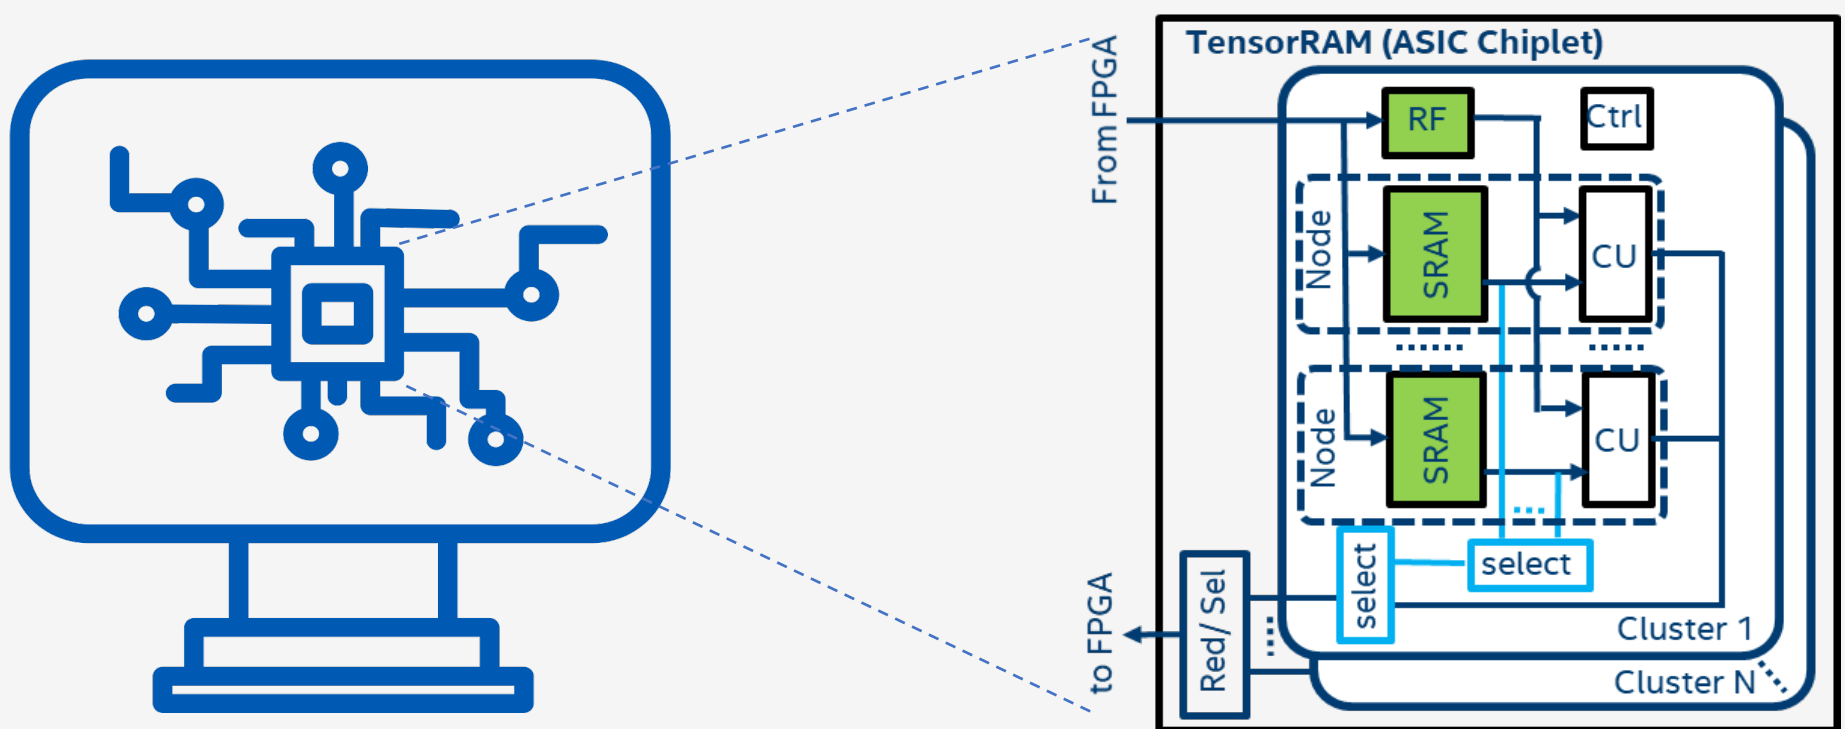 TensorRAM (ASIC Chiplet)
From FPGA
RF
Ctrl
Node
SRAM
CU
Node
SRAM
CU
select
select
Red/ Sel
to FPGA
Cluster 1
Cluster N